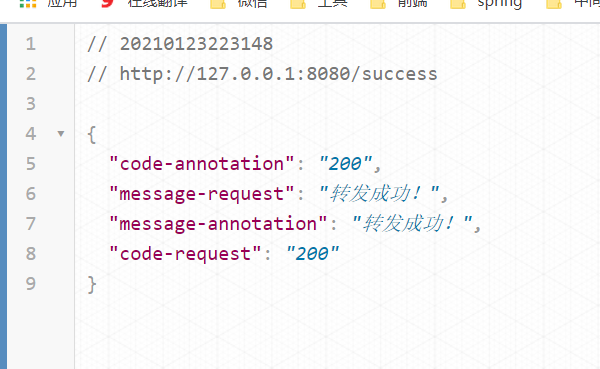 应用 在线翻译 微信 工具 前端 spring 中间
1 // 20210123223148
2 // http://127.0.0.1:8080/success
3
4 {
5 "code-annotation": "200",
6 "message-request": "转发成功！",
7 "message-annotation": "转发成功！",
8 "code-request": "200"
9 }